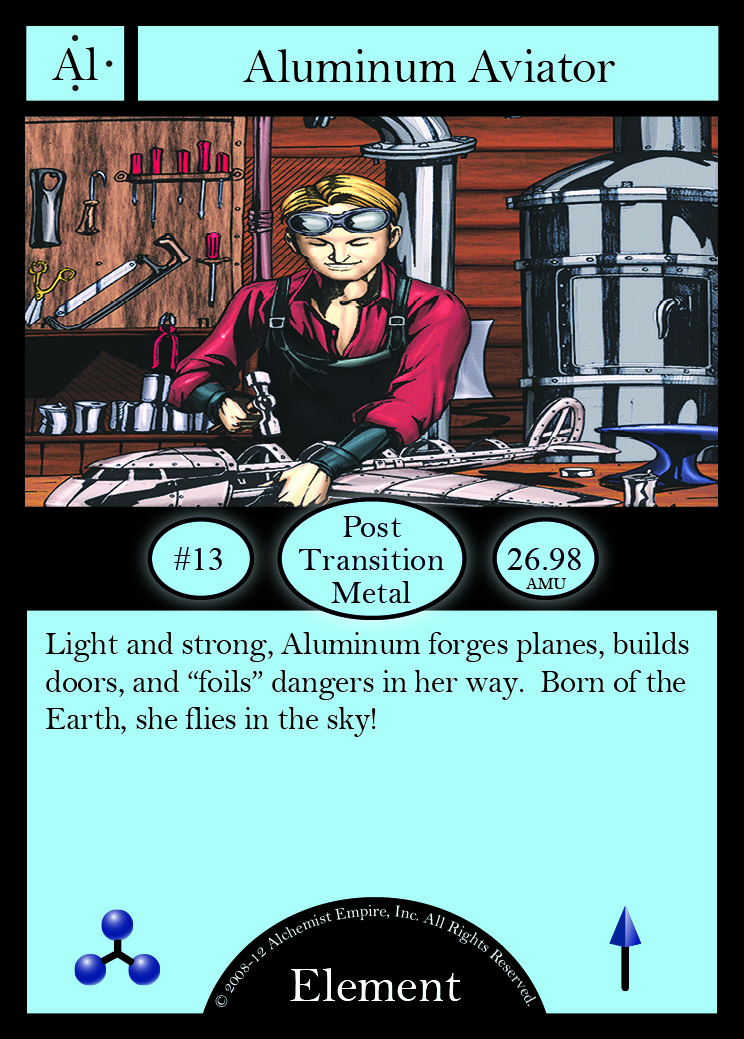 Al
Aluminum Aviator
#13
Post
Transition
Metal
26.98
AMU
Light and strong, Aluminum forges planes, builds
doors, and “foils” dangers in her way.  Born of the
Earth, she flies in the sky!
© 2008-12 Alchemist Empire, Inc. All Rights Reserved.
Element